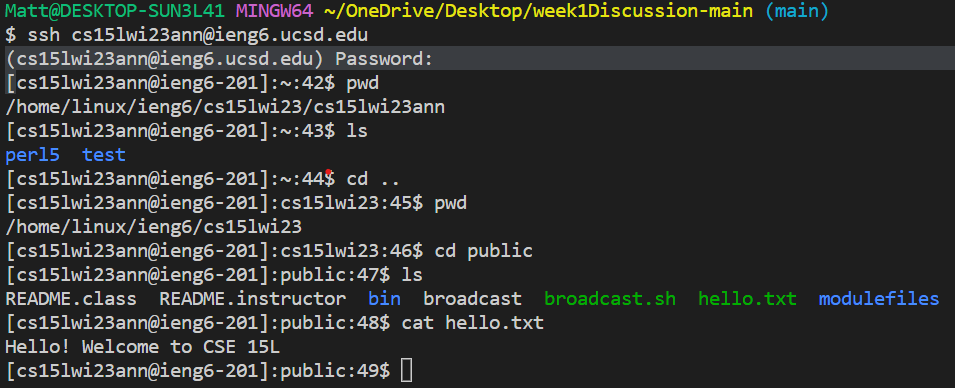 Matt@DESKTOP-SUN3L41 MINGW64 ~/OneDrive/Desktop/week1Discussion-main (main)
$ ssh cs15lwi23ann@ieng6.ucsd.edu
(cs15lwi23ann@ieng6.ucsd.edu) Password:
[cs15lwi23ann@ieng6-201]:~:42$ pwd
/home/linux/ieng6/cs15lwi23/cs15lwi23ann
[cs15lwi23ann@ieng6-201]:~:43$ ls
perl5  test
[cs15lwi23ann@ieng6-201]:~:44$ cd ..
[cs15lwi23ann@ieng6-201]:cs15lwi23:45$ pwd
/home/linux/ieng6/cs15lwi23
[cs15lwi23ann@ieng6-201]:cs15lwi23:46$ cd public
[cs15lwi23ann@ieng6-201]:public:47$ ls
README.class  README.instructor  bin  broadcast  broadcast.sh  hello.txt  modulefiles
[cs15lwi23ann@ieng6-201]:public:48$ cat hello.txt
Hello! Welcome to CSE 15L
[cs15lwi23ann@ieng6-201]:public:49$